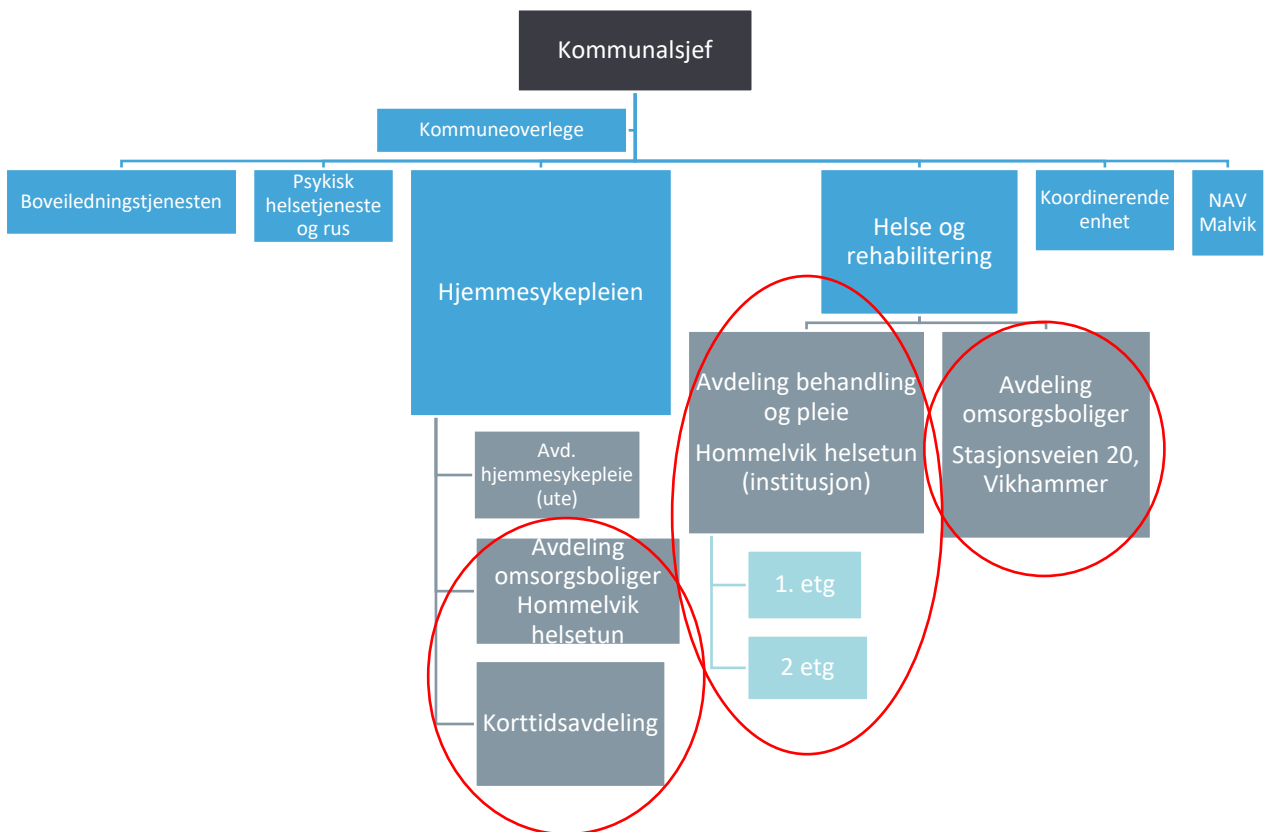 Kommunalsjef
Kommuneoverlege
Boveiledningstjenesten
Psykisk
helsetjeneste
og rus
Hjemmesykepleien
Helse og
rehabilitering
Koordinerende
enhet
NAV
Malvik
Avd.
hjemmesykepleie
(ute)
Avdeling
omsorgsboliger
Hommelvik
helsetun
Korttidsavdeling
Avdeling behandling
og pleie
Hommelvik helsetun
(institusjon)
1. etg
2 etg
Avdeling
omsorgsboliger
Stasjonsveien 20,
Vikhammer